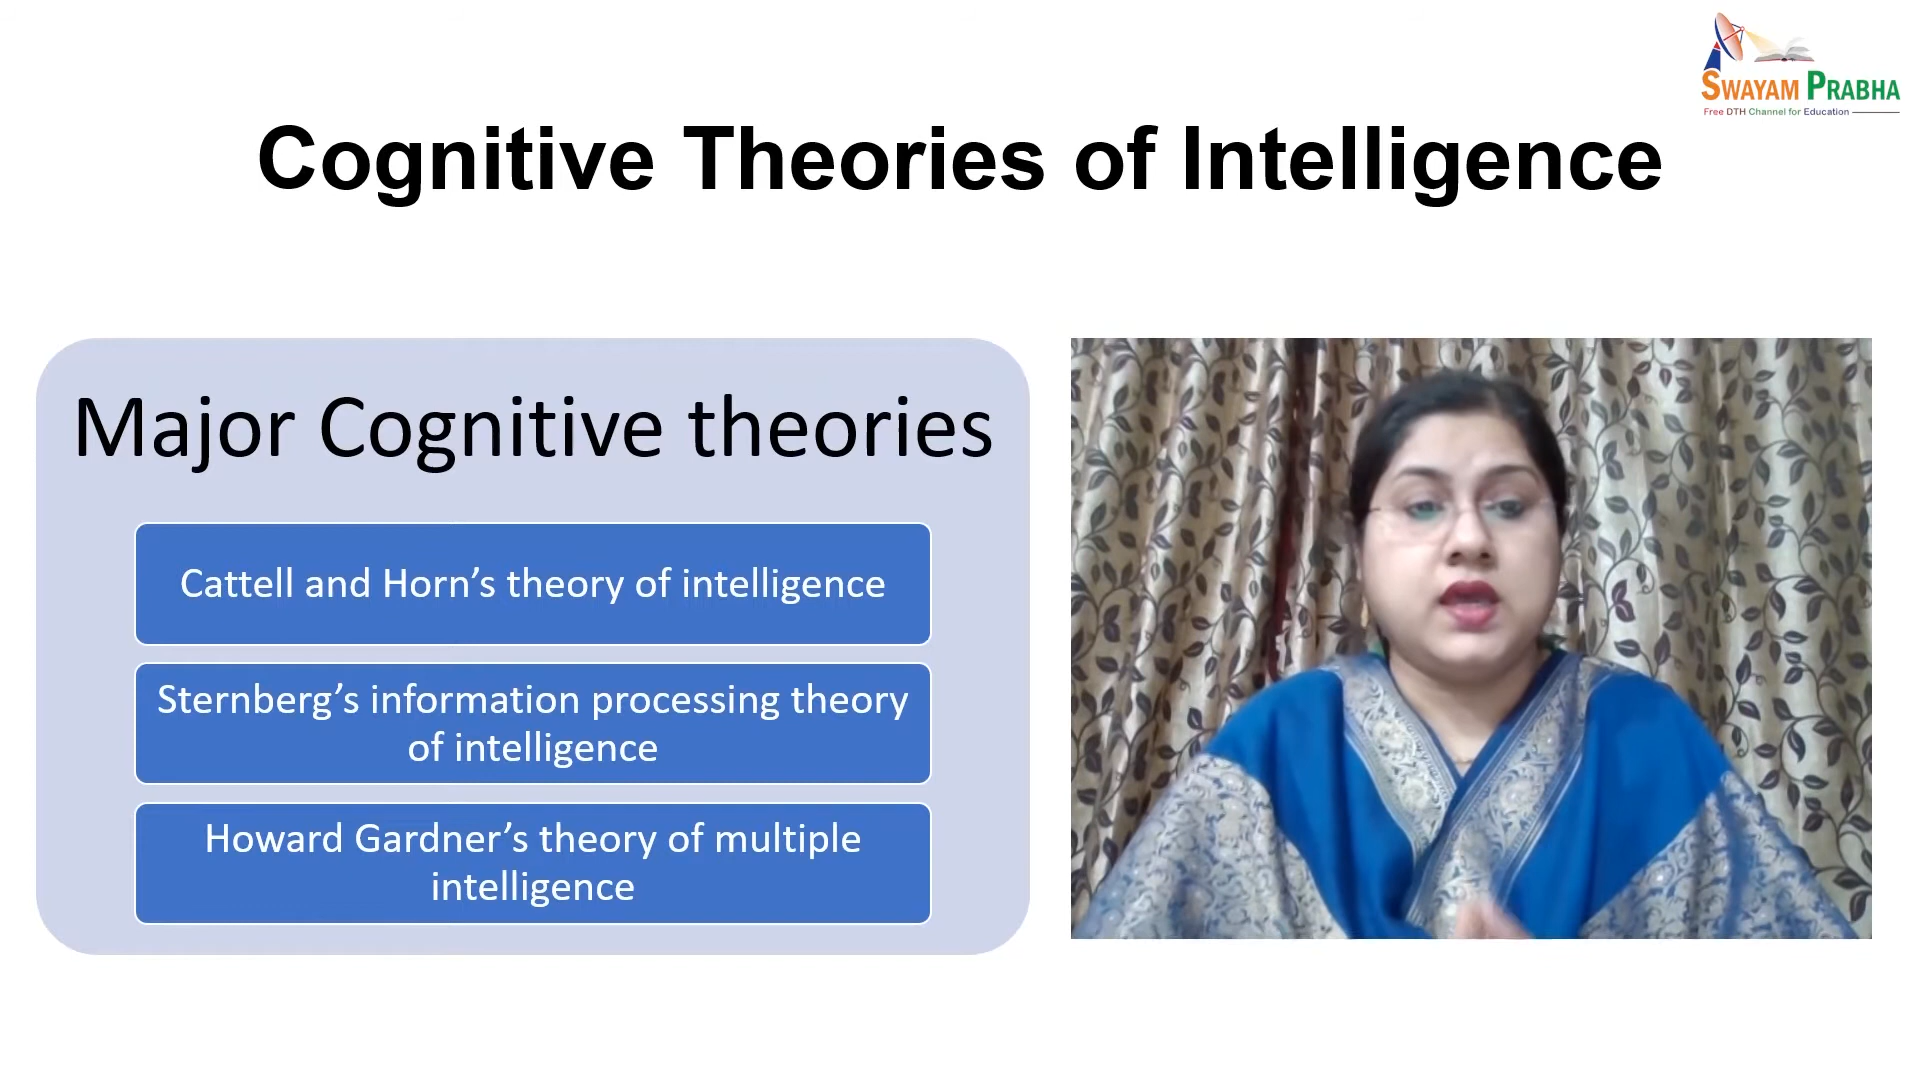 SWAYAM PRABHA
Free DTH Channel for Education
Cognitive Theories of Intelligence
Major Cognitive theories
Cattell and Horn’s theory of intelligence
Sternberg’s information processing theory
of intelligence
Howard Gardner’s theory of multiple
intelligence